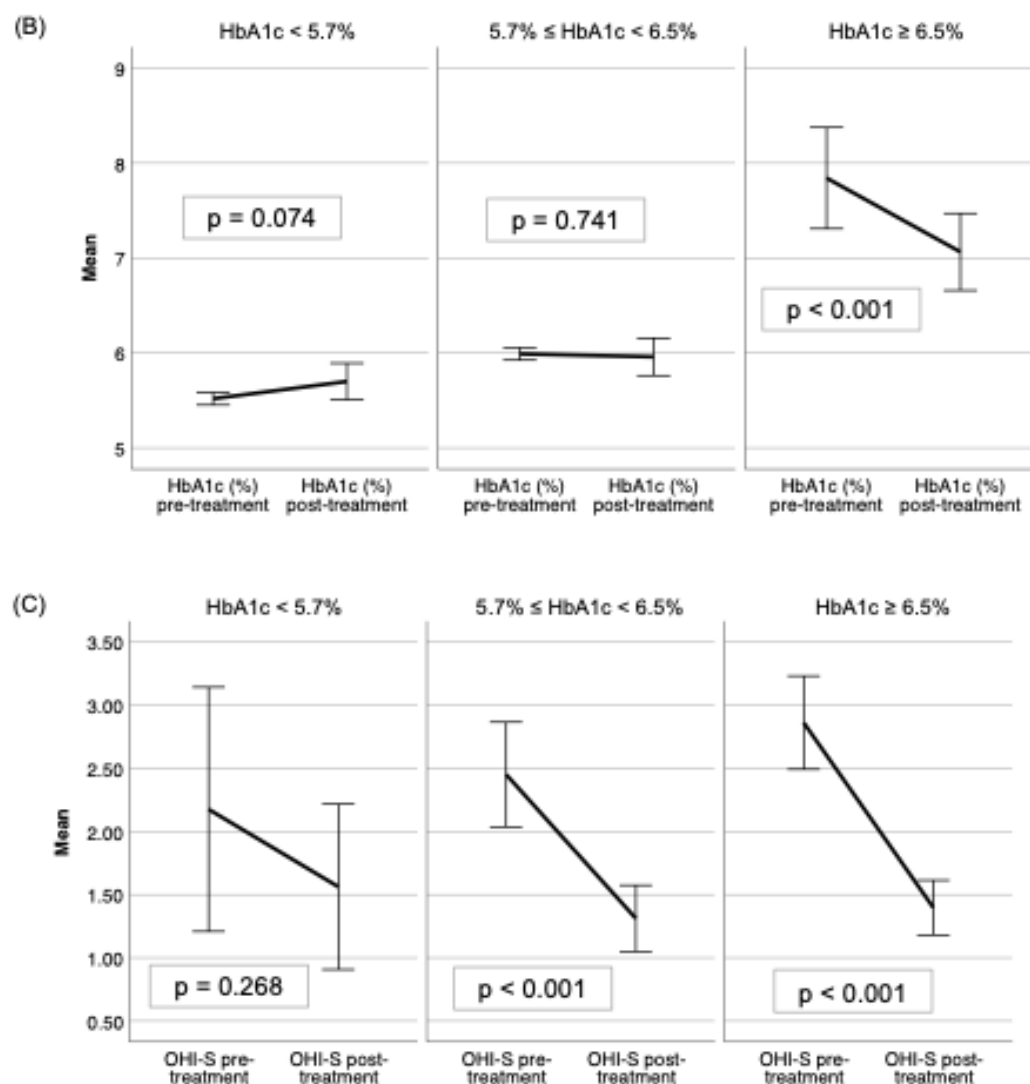 (B)
HbA1c < 5.7%
5.7% ≤ HbA1c < 6.5%
HbA1c ≥ 6.5%
Mean
9
8
7
6
5
p = 0.074
p = 0.741
p < 0.001
HbA1c (%)
pre-treatment
HbA1c (%)
post-treatment
HbA1c (%)
pre-treatment
HbA1c (%)
post-treatment
HbA1c (%)
pre-treatment
HbA1c (%)
post-treatment
(C)
HbA1c < 5.7%
5.7% ≤ HbA1c < 6.5%
HbA1c ≥ 6.5%
Mean
3.50
3.00
2.50
2.00
1.50
1.00
0.50
p = 0.268
p < 0.001
p < 0.001
OHI-S pre-
treatment
OHI-S post-
treatment
OHI-S pre-
treatment
OHI-S post-
treatment
OHI-S pre-
treatment
OHI-S post-
treatment